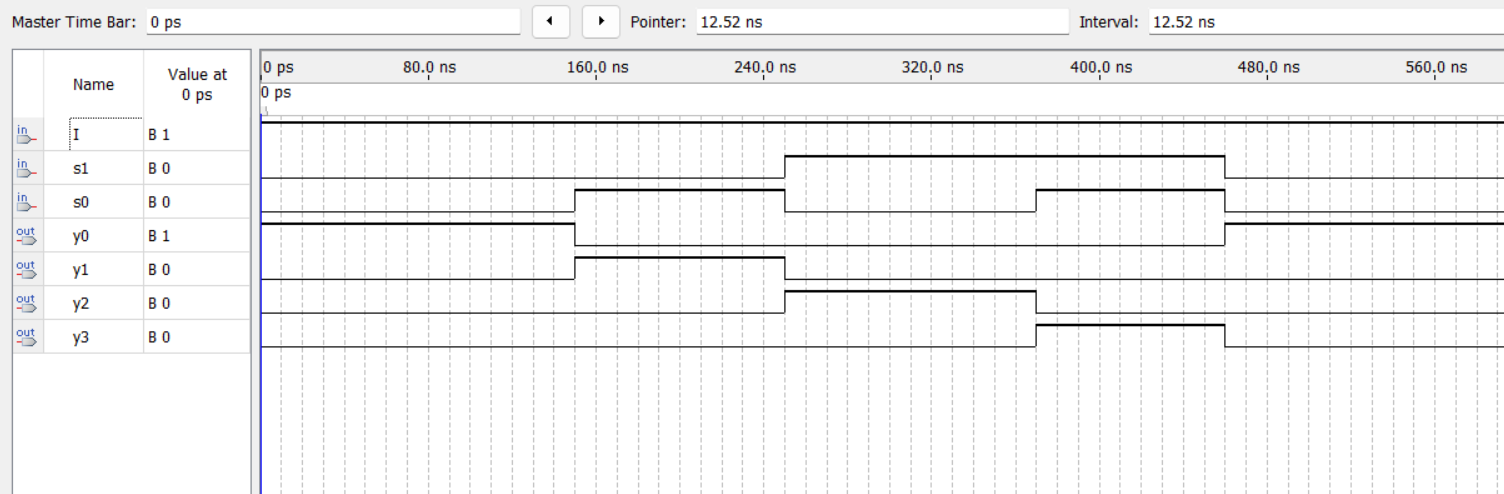 Master Time Bar: 0 ps Pointer: 12.52 ns Interval: 12.52 ns
Name Value at 0 ps
0 ps 80.0 ns 160.0 ns 240.0 ns 320.0 ns 400.0 ns 480.0 ns 560.0 ns
0 ps
in I B 1
in s1 B 0
in s0 B 0
out y0 B 1
out y1 B 0
out y2 B 0
out y3 B 0